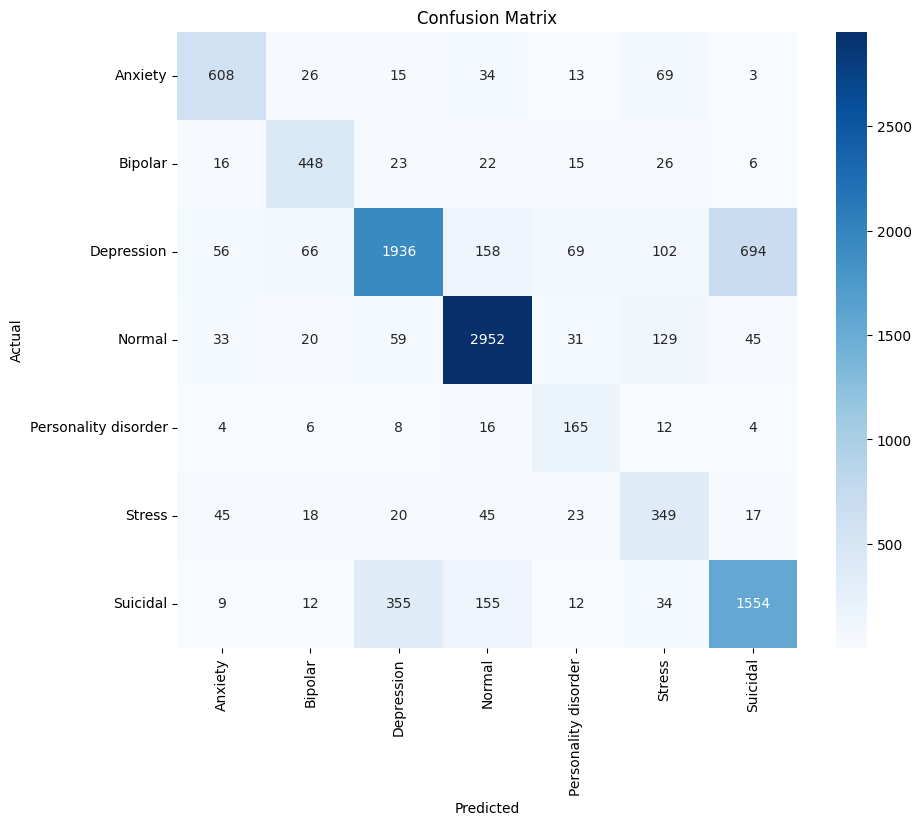 Confusion Matrix
Anxiety 608 26 15 34 13 69 3
Bipolar 16 448 23 22 15 26 6
Depression 56 66 1936 158 69 102 694
Normal 33 20 59 2952 31 129 45
Personality disorder 4 6 8 16 165 12 4
Stress 45 18 20 45 23 349 17
Suicidal 9 12 355 155 12 34 1554
Actual
Anxiety Bipolar Depression Normal Personality disorder Stress Suicidal
Predicted
2500
2000
1500
1000
500